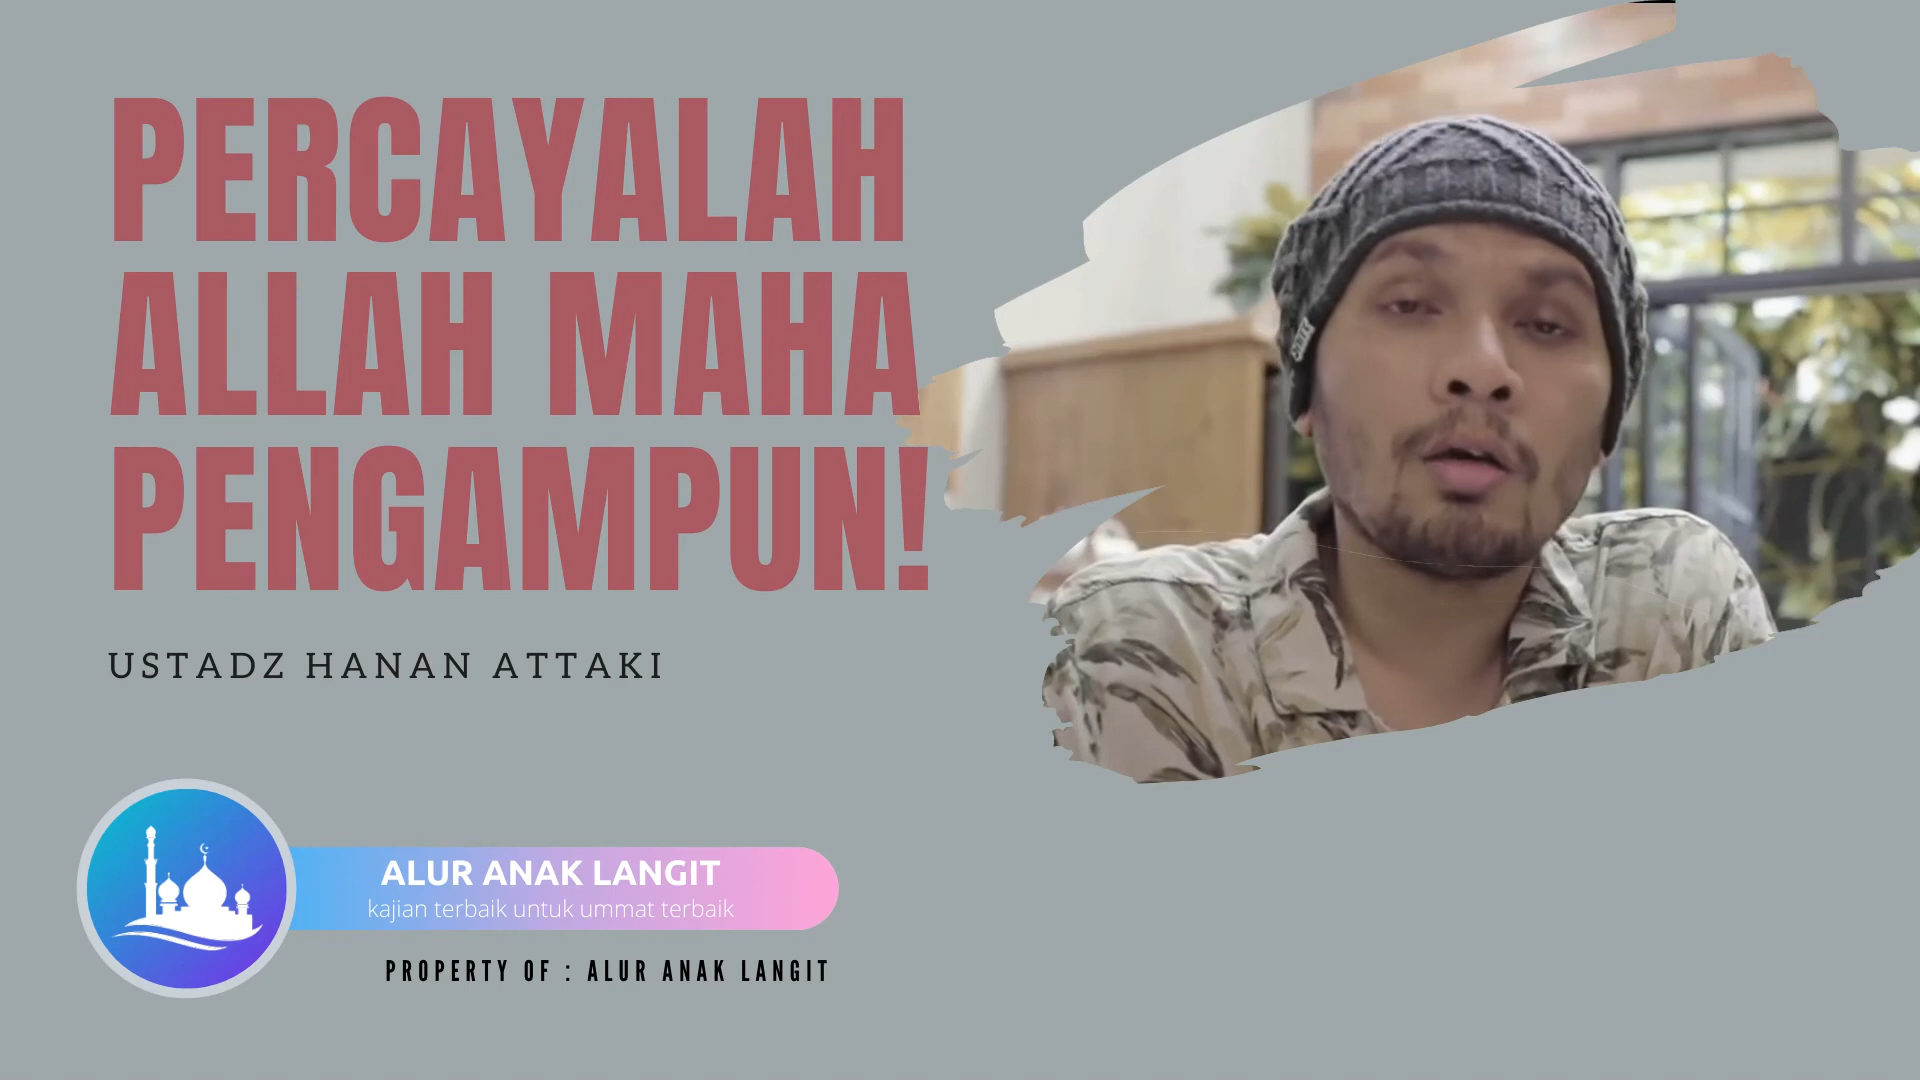 PERCAYALAH
ALLAH MAHA
PENGAMPUN!
USTADZ HANAN ATTAKI
ALUR ANAK LANGIT
kajian terbaik untuk ummat terbaik
PROPERTY OF : ALUR ANAK LANGIT